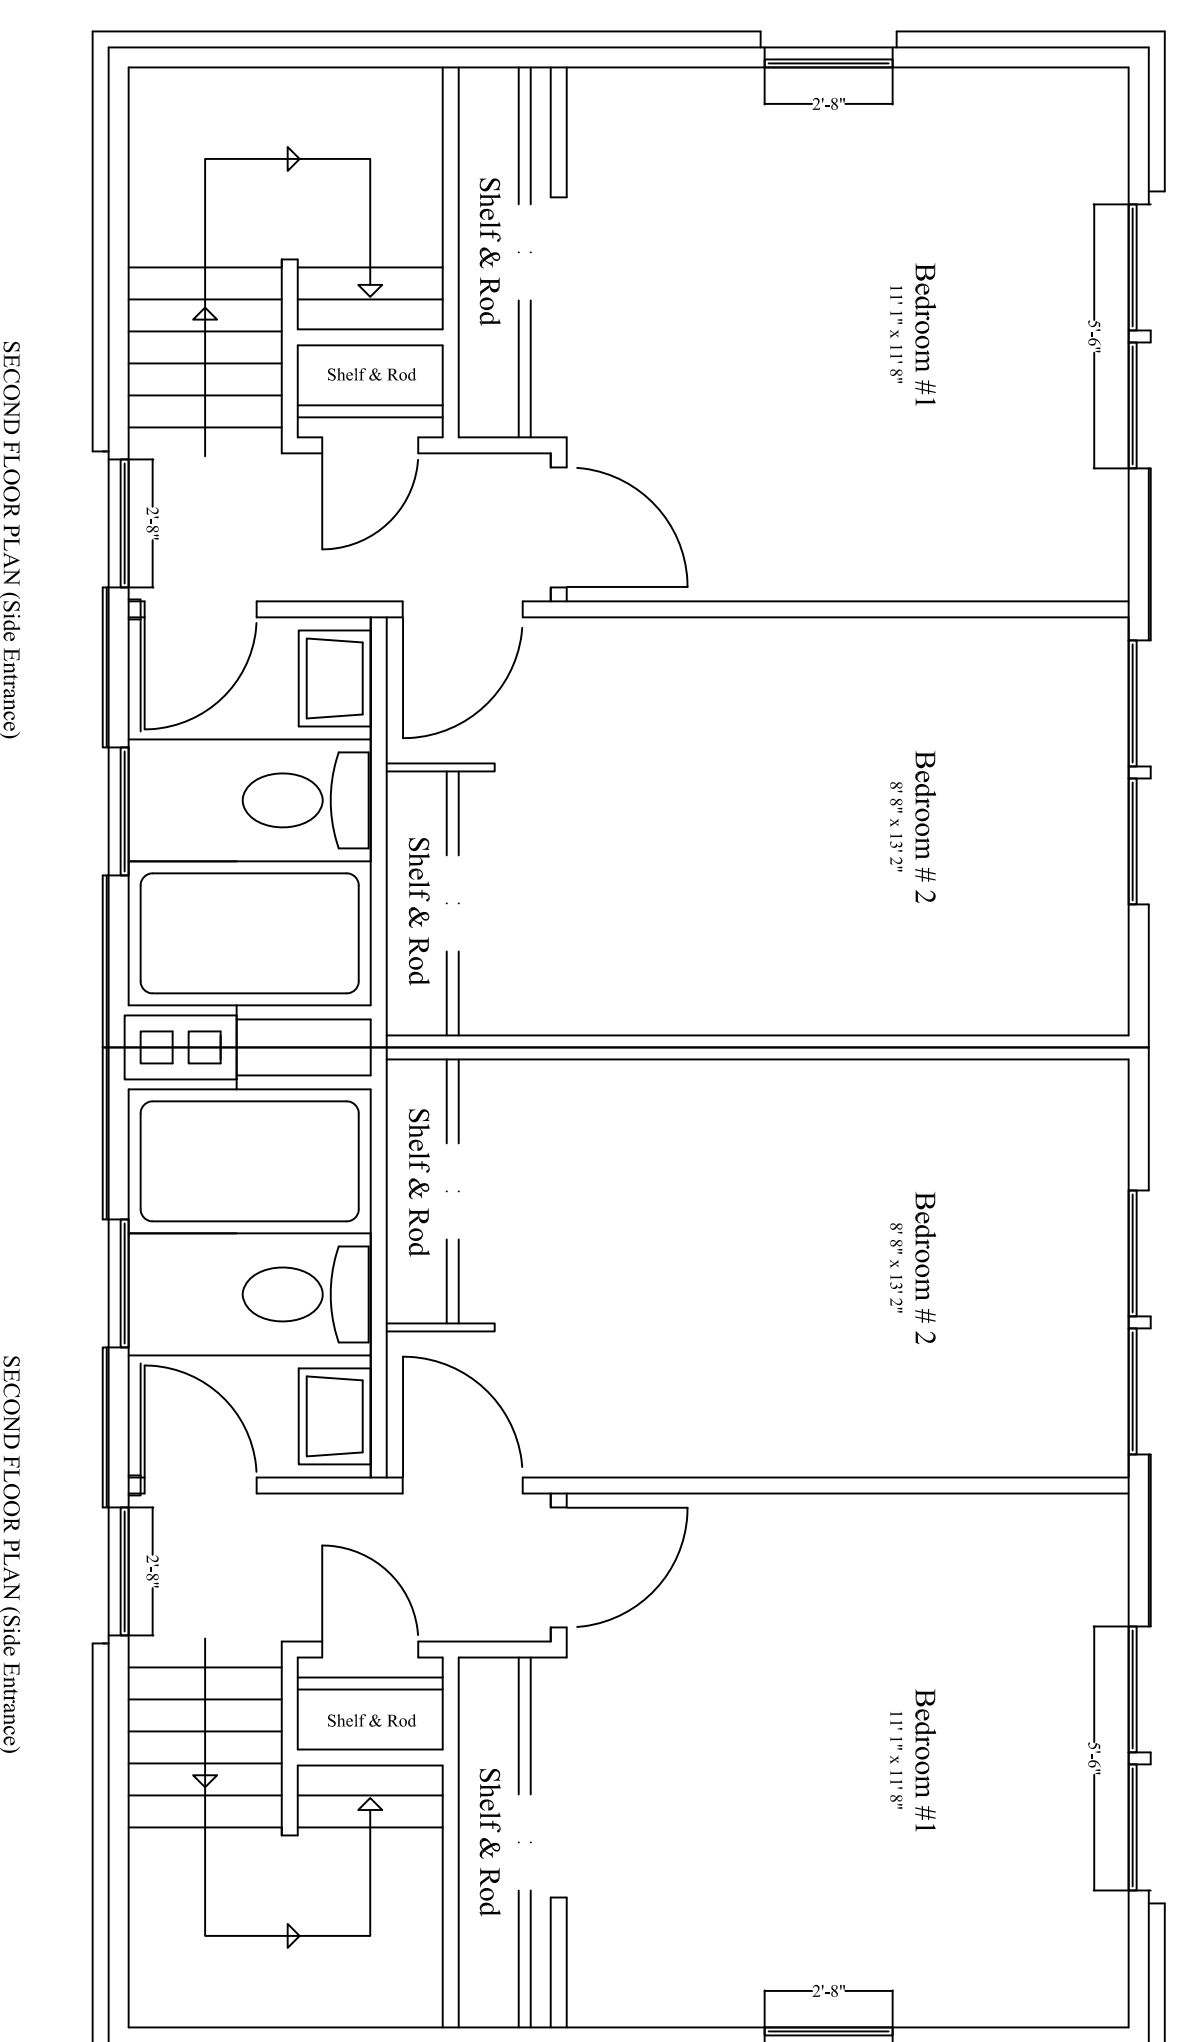 2'-8"
5'-6"
Bedroom #1
11' 1" x 11' 8"
Shelf & Rod
Shelf & Rod
2'-8"
Bedroom # 2
8' 8" x 13' 2"
Shelf & Rod
SECOND FLOOR PLAN (Side Entrance)
Bedroom # 2
8' 8" x 13' 2"
Shelf & Rod
5'-6"
Bedroom #1
11' 1" x 11' 8"
Shelf & Rod
Shelf & Rod
2'-8"
2'-8"
SECOND FLOOR PLAN (Side Entrance)